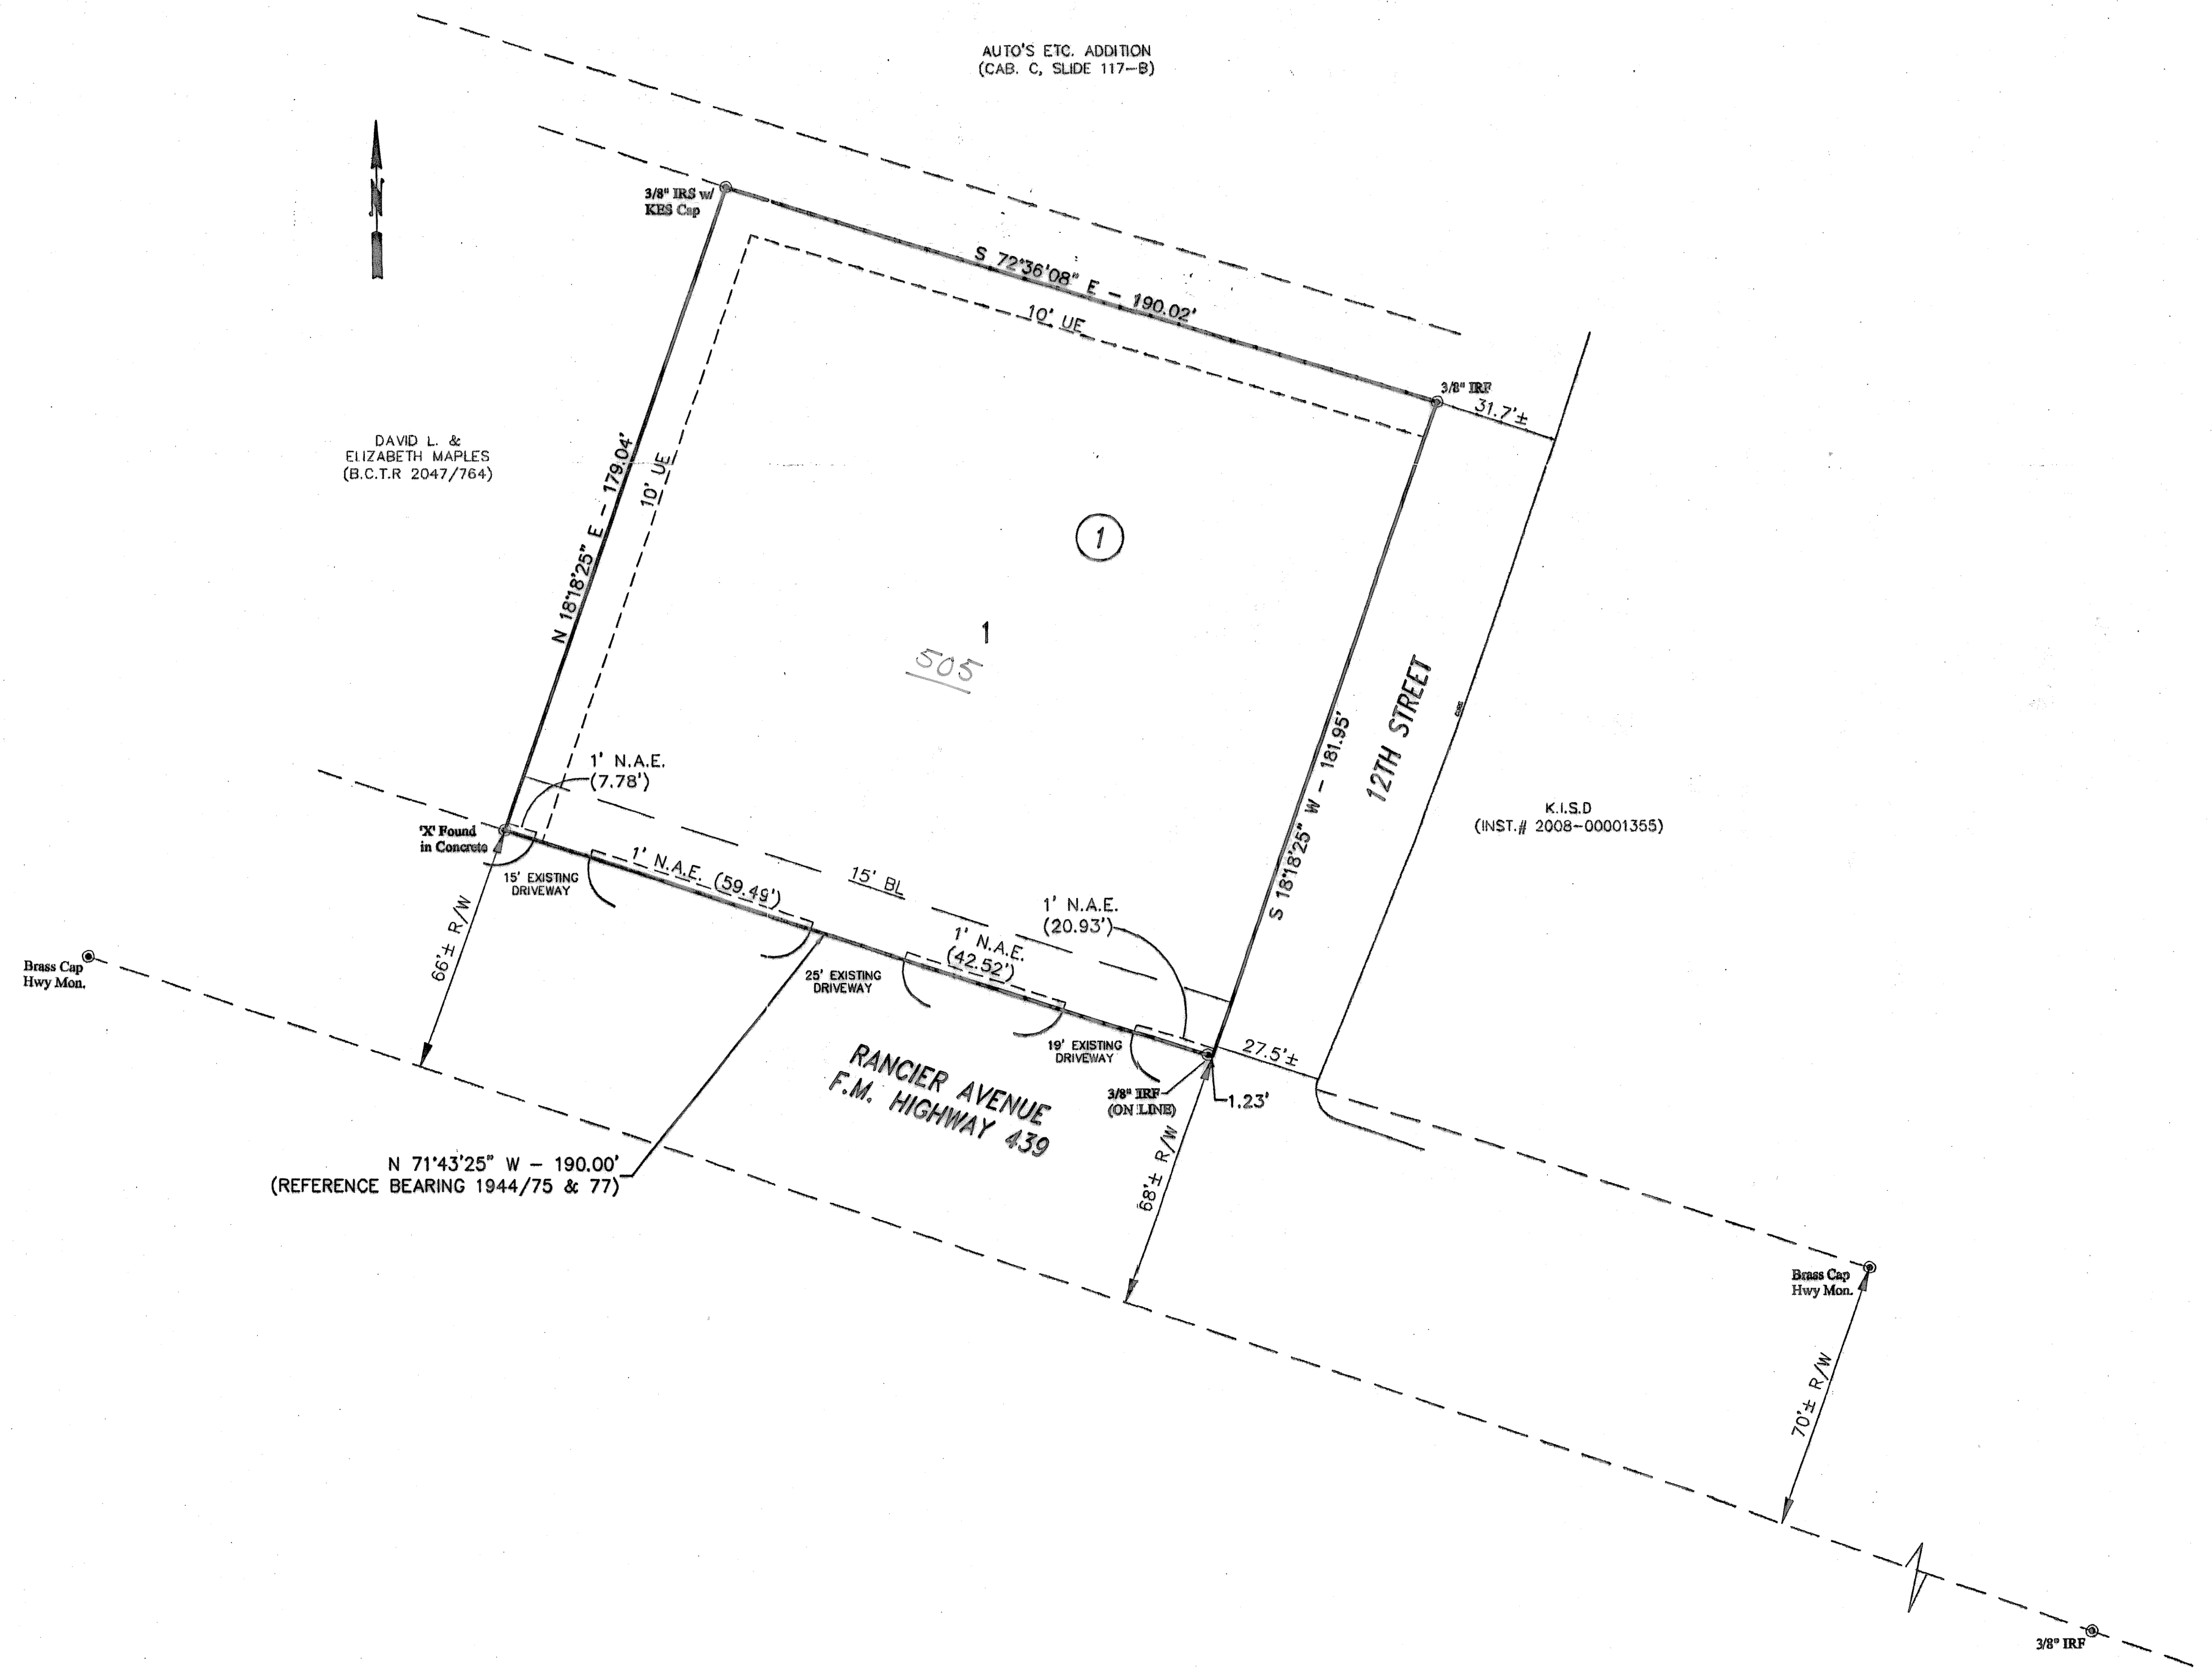 AUTO'S ETC. ADDITION
(CAB. C, SLIDE 117-B)
N
3/8" IRS w/
KES Cap
S 72°36'08" E - 190.02'
10' UE
3/8" IRF
31.7'±
DAVID L. &
ELIZABETH MAPLES
(B.C.T.R 2047/764)
N 18°18'25" E - 179.04'
10' UE
1
1
505
12TH STREET
S 18°18'25" W - 181.95'
K.I.S.D
(INST.# 2008-00001355)
1' N.A.E.
(7.78')
'X' Found
in Concrete
15' EXISTING
DRIVEWAY
1' N.A.E. (59.49')
15' BL
1' N.A.E.
(20.93')
1' N.A.E.
(42.52')
66'± R/W
Brass Cap
Hwy Mon.
25' EXISTING
DRIVEWAY
19' EXISTING
DRIVEWAY
27.5'±
3/8" IRF
(ON LINE)
1.23'
RANCIER AVENUE
F.M. HIGHWAY 439
68'± R/W
N 71°43'25" W - 190.00'
(REFERENCE BEARING 1944/75 & 77)
Brass Cap
Hwy Mon.
70'± R/W
3/8" IRF